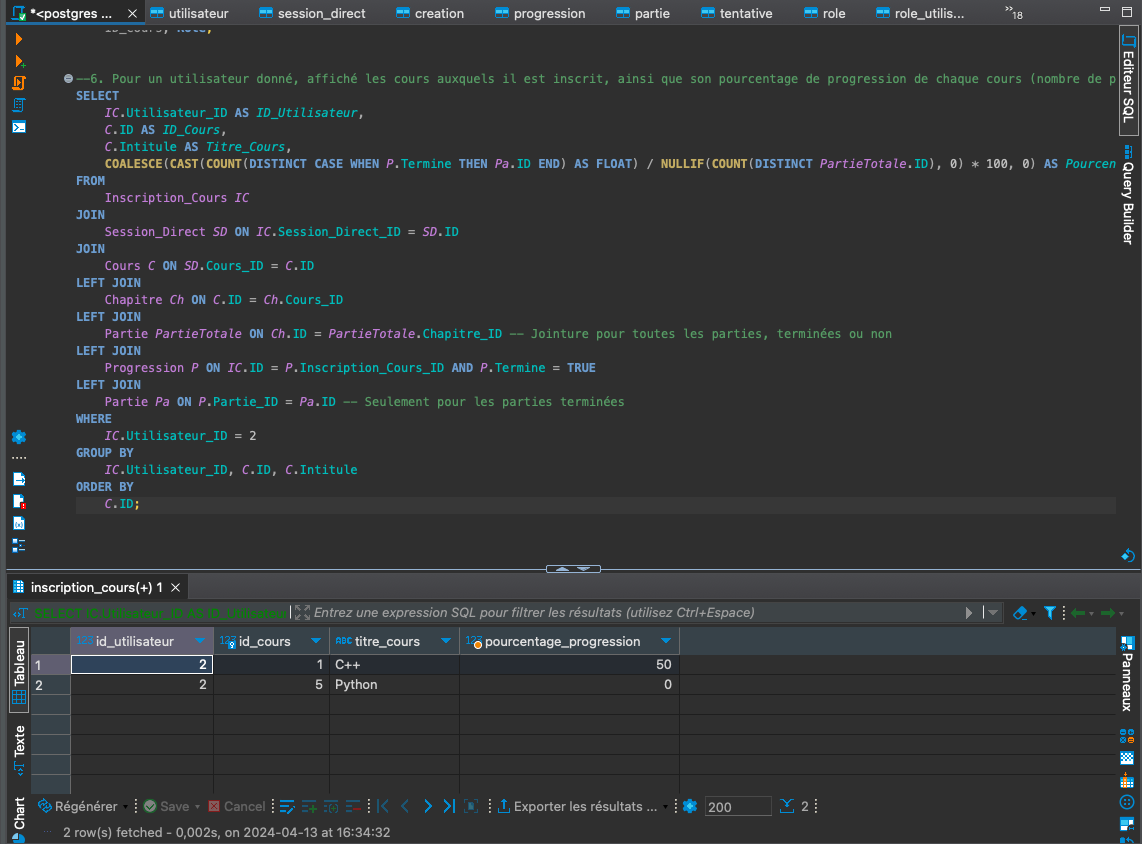 *<postgres ...
utilisateur
session_direct
creation
progression
partie
tentative
role
role_utilis...
»18
--6. Pour un utilisateur donné, affiché les cours auxquels il est inscrit, ainsi que son pourcentage de progression de chaque cours (nombre de p
SELECT
IC.Utilisateur_ID AS ID_Utilisateur,
C.ID AS ID_Cours,
C.Intitule AS Titre_Cours,
COALESCE(CAST(COUNT(DISTINCT CASE WHEN P.Termine THEN Pa.ID END) AS FLOAT) / NULLIF(COUNT(DISTINCT PartieTotale.ID), 0) * 100, 0) AS Pourcen
FROM
Inscription_Cours IC
JOIN
Session_Direct SD ON IC.Session_Direct_ID = SD.ID
JOIN
Cours C ON SD.Cours_ID = C.ID
LEFT JOIN
Chapitre Ch ON C.ID = Ch.Cours_ID
LEFT JOIN
Partie PartieTotale ON Ch.ID = PartieTotale.Chapitre_ID -- Jointure pour toutes les parties, terminées ou non
LEFT JOIN
Progression P ON IC.ID = P.Inscription_Cours_ID AND P.Termine = TRUE
LEFT JOIN
Partie Pa ON P.Partie_ID = Pa.ID -- Seulement pour les parties terminées
WHERE
IC.Utilisateur_ID = 2
GROUP BY
IC.Utilisateur_ID, C.ID, C.Intitule
ORDER BY
C.ID;
Editeur SQL
Query Builder
inscription_cours(+) 1
SELECT IC.Utilisateur_ID AS ID_Utilisateur
Entrez une expression SQL pour filtrer les résultats (utilisez Ctrl+Espace)
Tableau
Texte
Chart
Panneaux
123 id_utilisateur
123 id_cours
ABC titre_cours
123 pourcentage_progression
1 2 1 C++ 50
2 2 5 Python 0
Régénérer
Save
Cancel
Exporter les résultats ...
200
2
2 row(s) fetched - 0,002s, on 2024-04-13 at 16:34:32